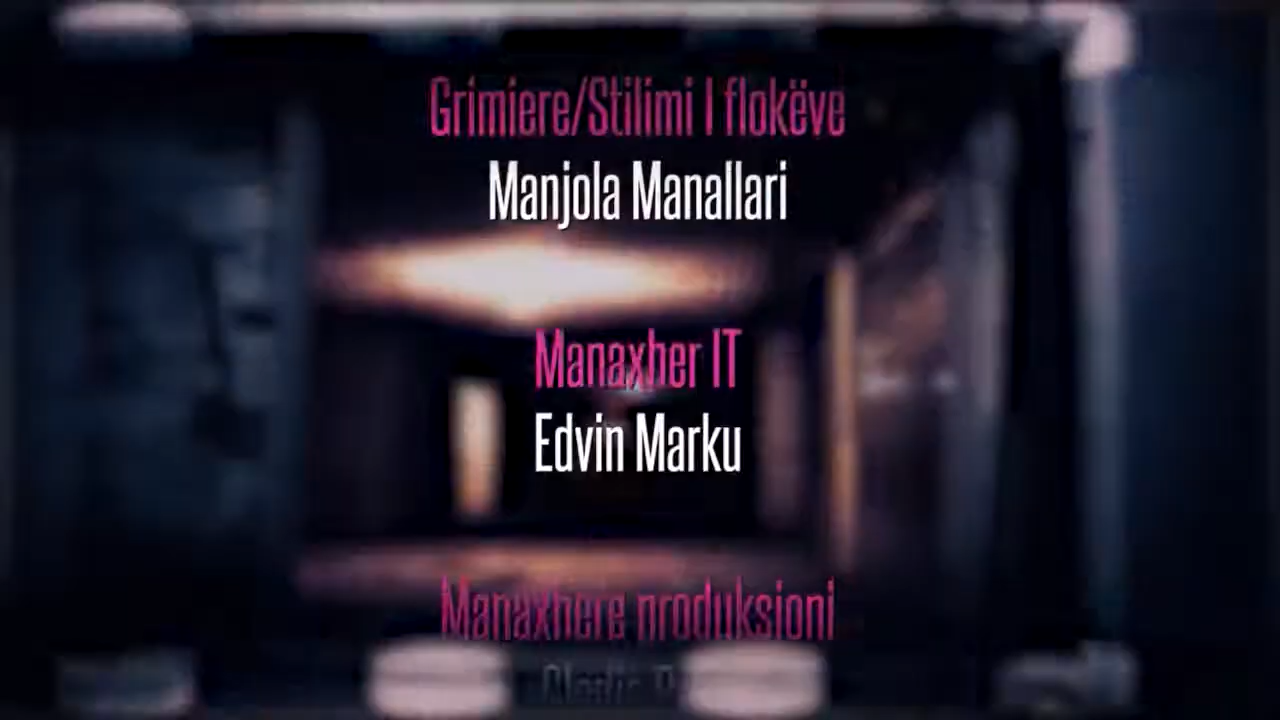 Grimiere/Stilimi I flokëve
Manjola Manallari
Manaxher IT
Edvin Marku
Manaxhere produksioni